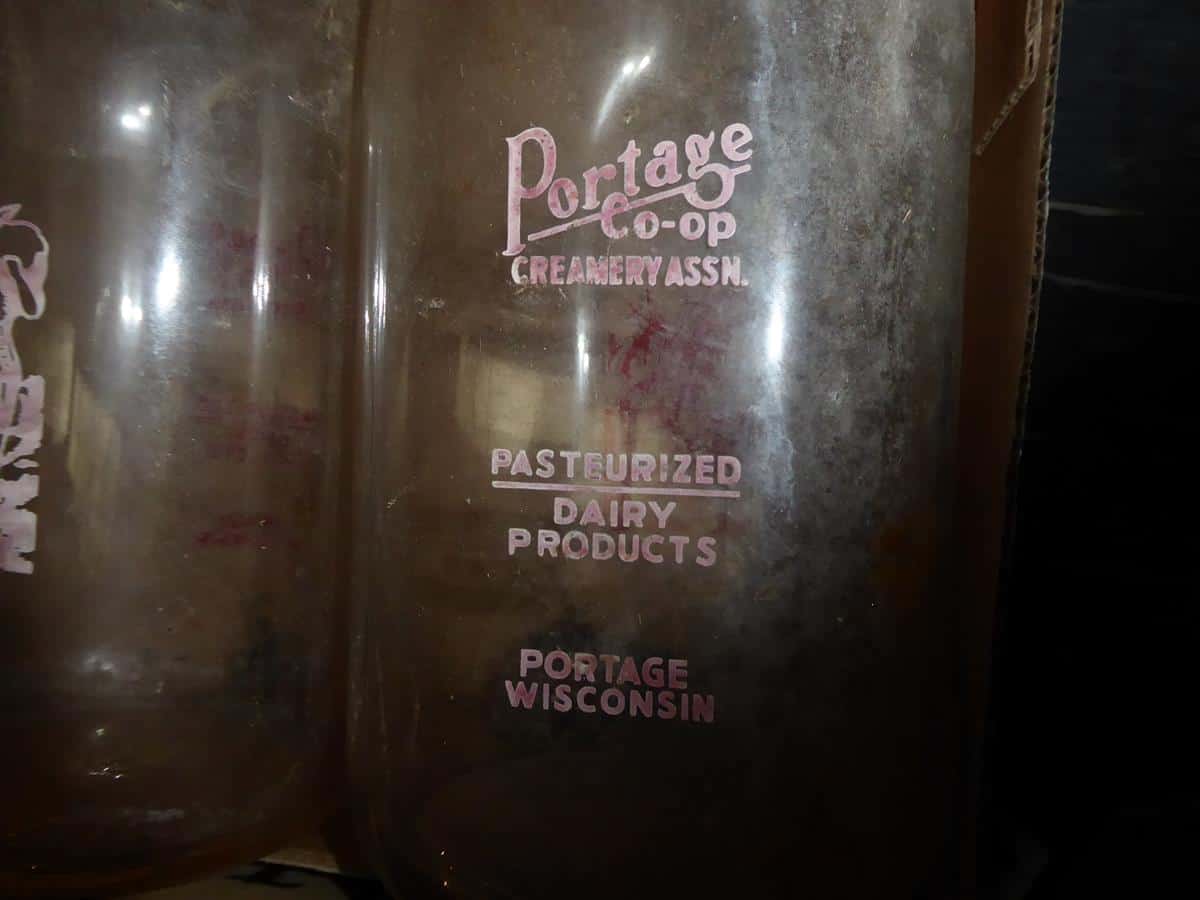 Portage
Co-op
CREAMERY ASSN.
PASTEURIZED
DAIRY
PRODUCTS
PORTAGE
WISCONSIN